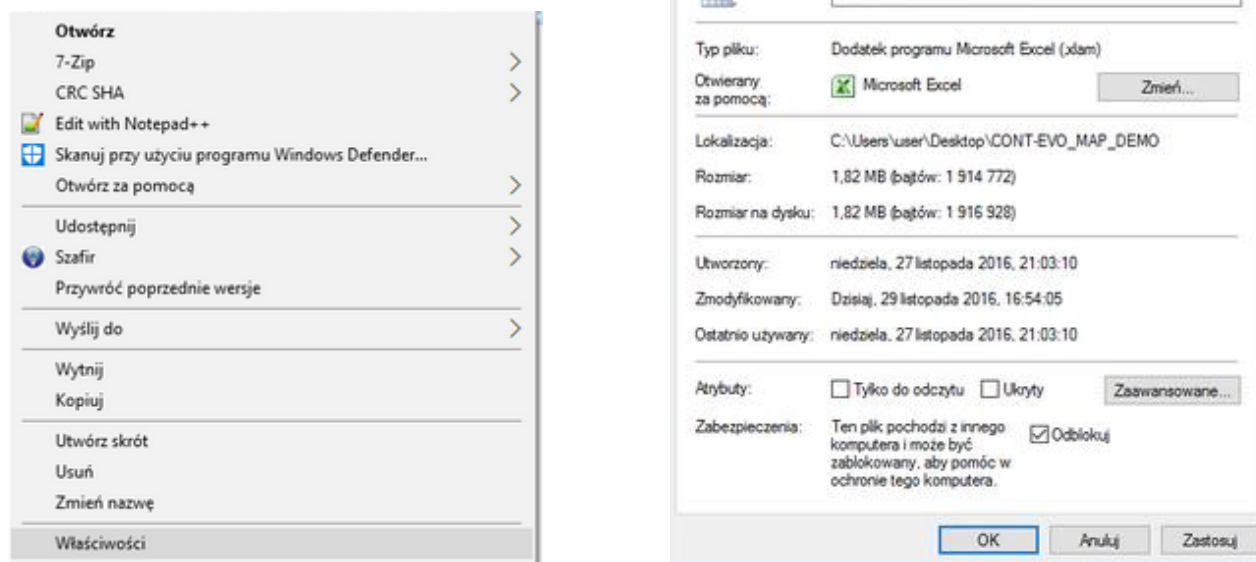 Otwórz
7-Zip
CRC SHA
Edit with Notepad++
Skanuj przy użyciu programu Windows Defender...
Otwórz za pomocą
Udostępnij
Szafir
Przywróć poprzednie wersje
Wyślij do
Wytnij
Kopiuj
Utwórz skrót
Usuń
Zmień nazwę
Właściwości
Typ pliku: Dodatek programu Microsoft Excel (.xlam)
Otwierany
za pomocą: Microsoft Excel Zmień...
Lokalizacja: C:\Users\user\Desktop\CONT-EVO_MAP_DEMO
Rozmiar: 1,82 MB (bajtów: 1 914 772)
Rozmiar na dysku: 1,82 MB (bajtów: 1 916 928)
Utworzony: niedziela, 27 listopada 2016, 21:03:10
Zmodyfikowany: Dzisiaj, 29 listopada 2016, 16:54:05
Ostatnio używany: niedziela, 27 listopada 2016, 21:03:10
Atrybuty: Tylko do odczytu Ukryty Zaawansowane...
Zabezpieczenia: Ten plik pochodzi z innego
komputera i może być
zablokowany, aby pomóc w
ochronie tego komputera.
Odblokuj
OK Anuluj Zastosuj